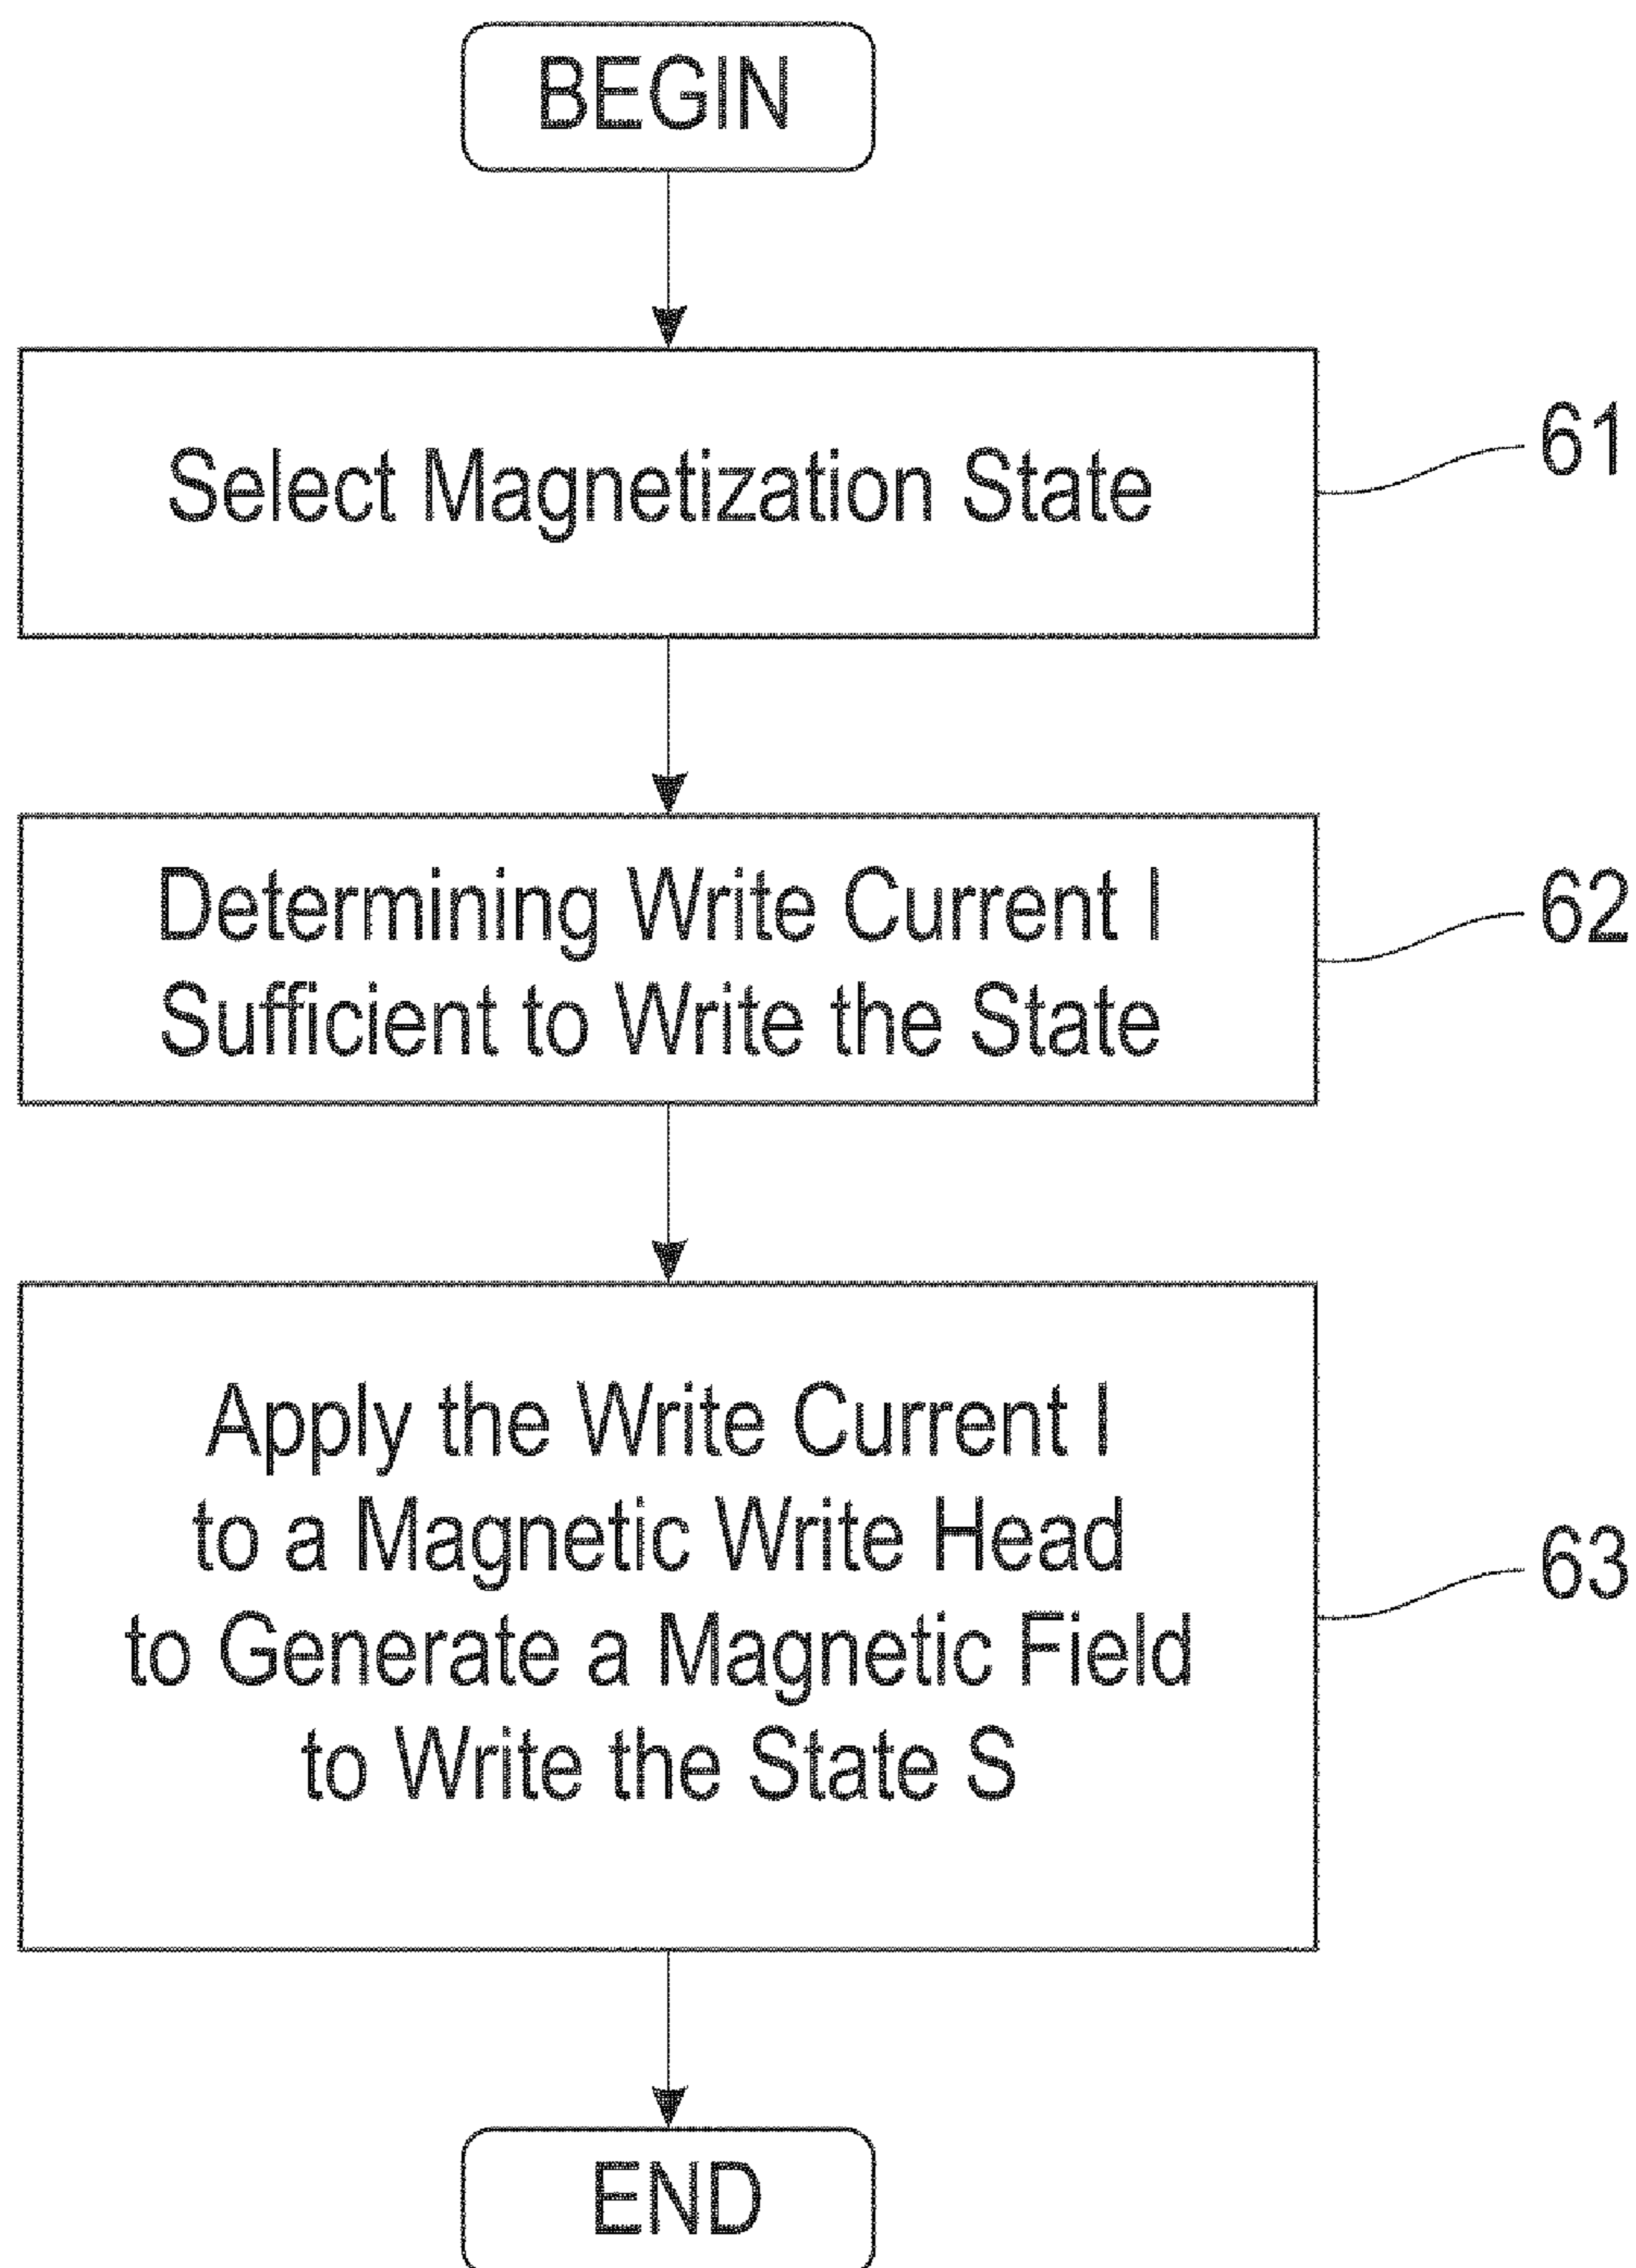 BEGIN
Select Magnetization State
61
Determining Write Current I
Sufficient to Write the State
62
Apply the Write Current I
to a Magnetic Write Head
to Generate a Magnetic Field
to Write the State S
63
END